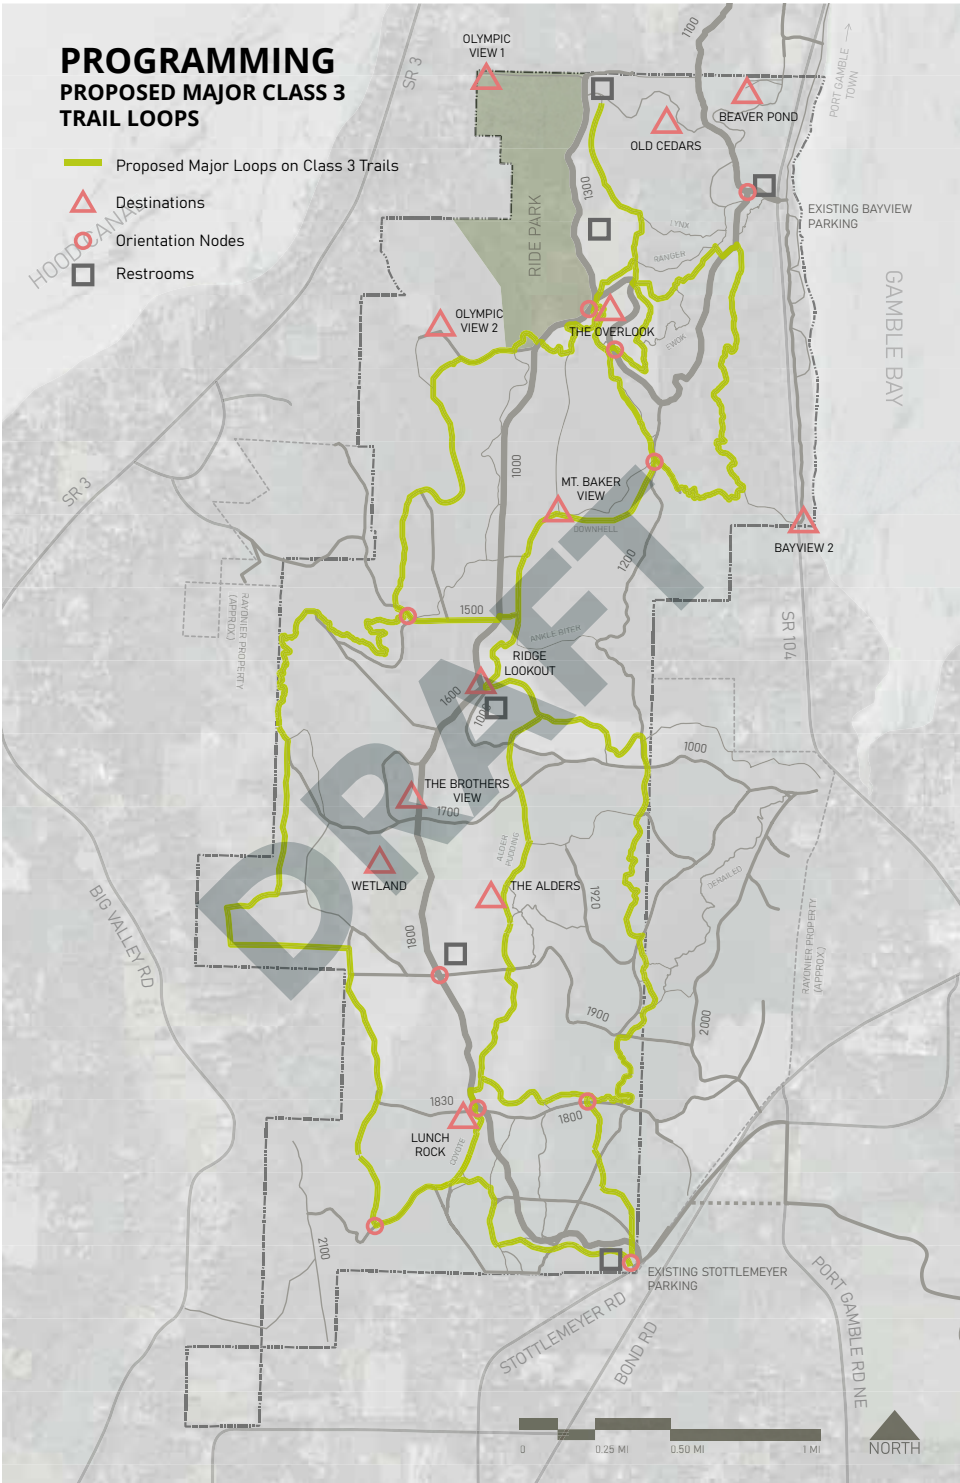 PROGRAMMING
PROPOSED MAJOR CLASS 3
TRAIL LOOPS
Proposed Major Loops on Class 3 Trails
Destinations
Orientation Nodes
Restrooms
HOOD CANAL
SR 3
OLYMPIC
VIEW 1
1100
PORT GAMBLE
TOWN
BEAVER POND
OLD CEDARS
1300
RIDE PARK
EXISTING BAYVIEW
PARKING
LYNX
RANGER
GAMBLE BAY
OLYMPIC
VIEW 2
THE OVERLOOK
EWOK
SR 3
1000
MT. BAKER
VIEW
DOWNHELL
BAYVIEW 2
1200
RAYONIER PROPERTY
(APPROX.)
1500
ANKLE BITER
SR 104
RIDGE
LOOKOUT
1600
1000
1000
DRAFT
THE BROTHERS
VIEW
1700
ALDER
PUDDING
WETLAND
THE ALDERS
DERAILED
1920
BIG VALLEY RD
1800
RAYONIER PROPERTY
(APPROX.)
1900
2000
1830
1800
LUNCH
ROCK
COYOTE
2100
EXISTING STOTTLEMEYER
PARKING
STOTTLEMEYER RD
BOND RD
PORT GAMBLE RD NE
0
0.25 MI
0.50 MI
1 MI
NORTH